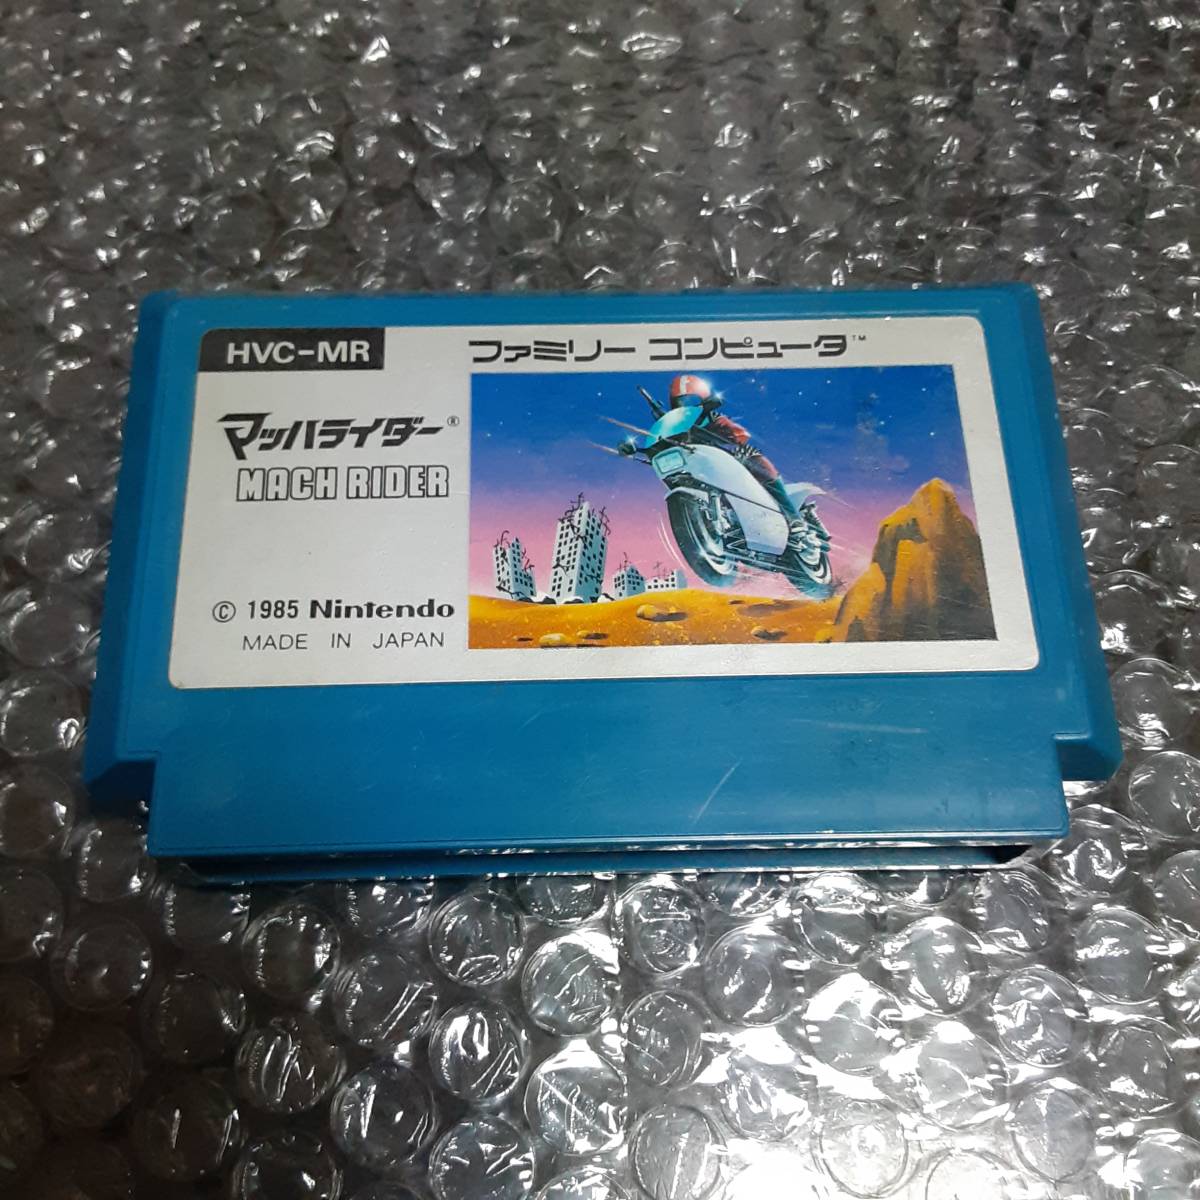 HVC-MR
ファミリー コンピュータ™
マッハライダー®
MACH RIDER
© 1985 Nintendo
MADE IN JAPAN